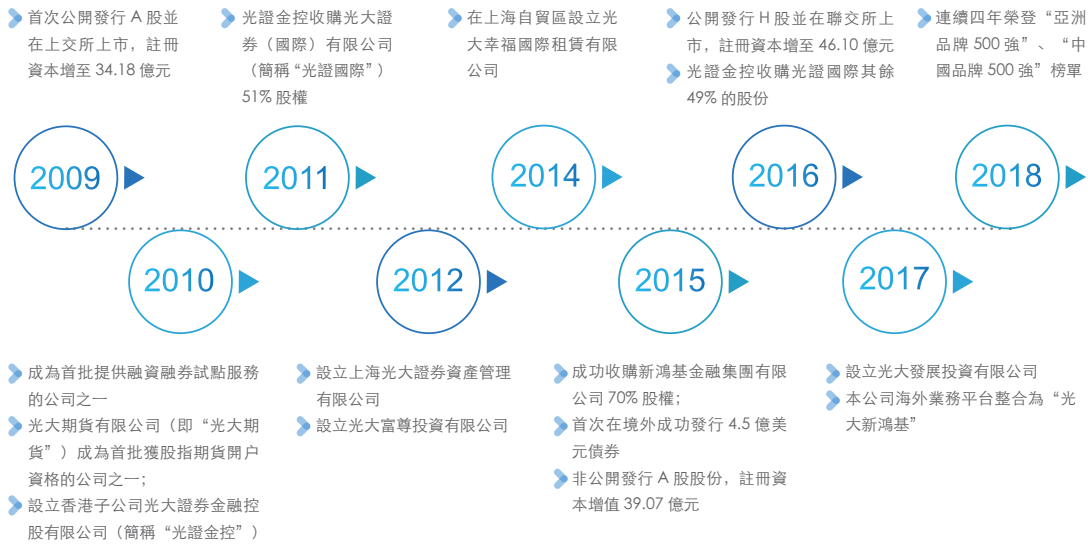 首次公開發行 A 股並
在上交所上市，註冊
資本增至 34.18 億元
光證金控收購光大證
券（國際）有限公司
（簡稱“光證國際”）
51% 股權
在上海自貿區設立光
大幸福國際租賃有限
公司
公開發行 H 股並在聯交所上
市，註冊資本增至 46.10 億元
光證金控收購光證國際其餘
49% 的股份
連續四年榮登“亞洲
品牌 500 強”、“中
國品牌 500 強”榜單
2009
2011
2014
2016
2018
2010
2012
2015
2017
成為首批提供融資融券試點服務
的公司之一
光大期貨有限公司（即“光大期
貨”）成為首批獲股指期貨開户
資格的公司之一；
設立香港子公司光大證券金融控
股有限公司（簡稱“光證金控”）
設立上海光大證券資產管理
有限公司
設立光大富尊投資有限公司
成功收購新鴻基金融集團有限
公司 70% 股權；
首次在境外成功發行 4.5 億美
元債券
非公開發行 A 股股份，註冊資
本增值 39.07 億元
設立光大發展投資有限公司
本公司海外業務平台整合為“光
大新鴻基”